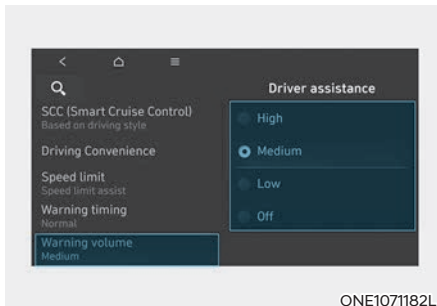 Driver assistance
SCC (Smart Cruise Control)
Based on driving style
Driving Convenience
Speed limit
Speed limit assist
Warning timing
Normal
Warning volume
Medium
High
Medium
Low
Off
ONE1071182L